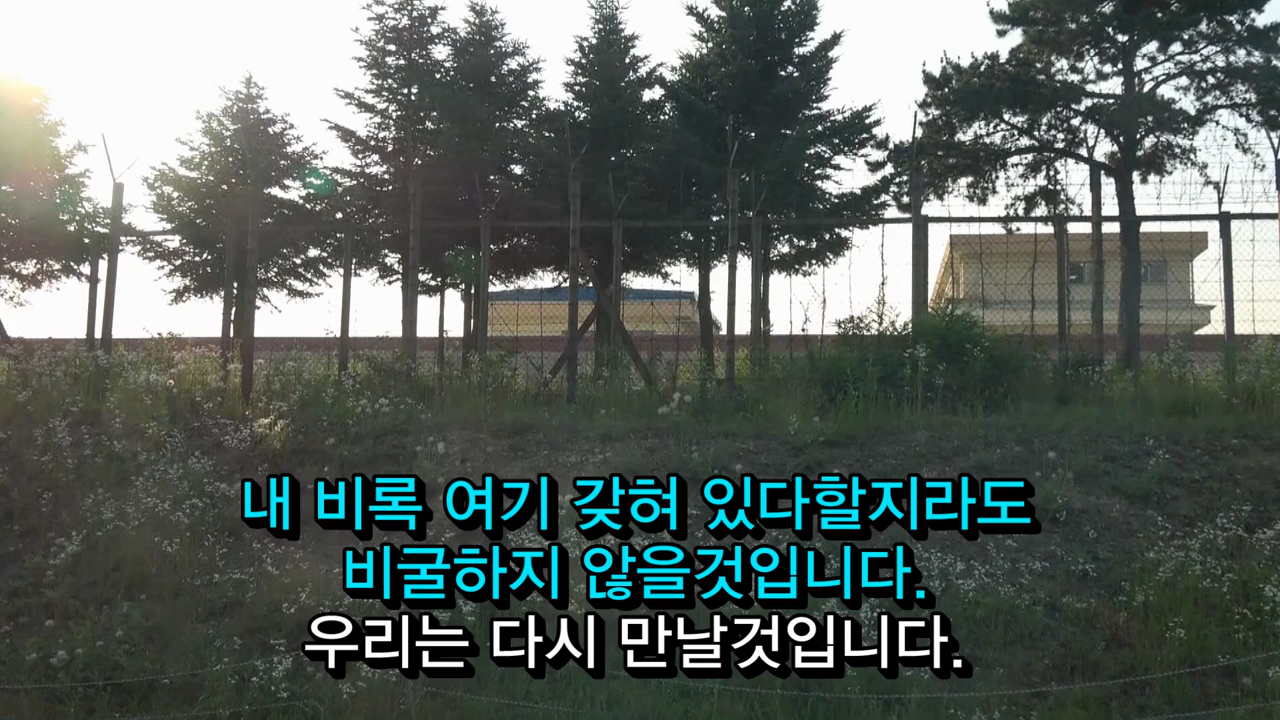 내 비록 여기 갖혀 있다할지라도
비굴하지 않을것입니다.
우리는 다시 만날것입니다.